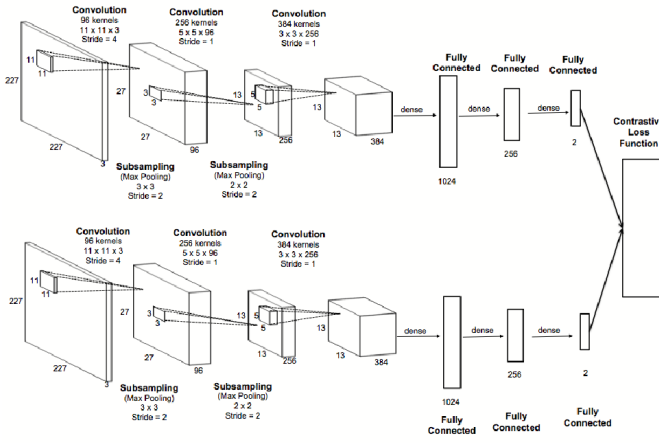 Convolution
96 kernels
11 x 11 x 3
Stride = 4
Convolution
256 kernels
5 x 5 x 96
Stride = 1
Convolution
384 kernels
3 x 3 x 256
Stride = 1
11
11
227
227
3
3
3
27
27
96
Subsampling
(Max Pooling)
3 x 3
Stride = 2
13
5
5
13
256
Subsampling
(Max Pooling)
2 x 2
Stride = 2
13
13
384
dense
Fully
Connected
1024
dense
Fully
Connected
256
dense
Fully
Connected
2
Contrastive
Loss
Function
Convolution
96 kernels
11 x 11 x 3
Stride = 4
Convolution
256 kernels
5 x 5 x 96
Stride = 1
Convolution
384 kernels
3 x 3 x 256
Stride = 1
11
11
227
227
3
3
3
27
27
96
Subsampling
(Max Pooling)
3 x 3
Stride = 2
13
5
5
13
256
Subsampling
(Max Pooling)
2 x 2
Stride = 2
13
13
384
dense
1024
Fully
Connected
dense
256
Fully
Connected
dense
2
Fully
Connected